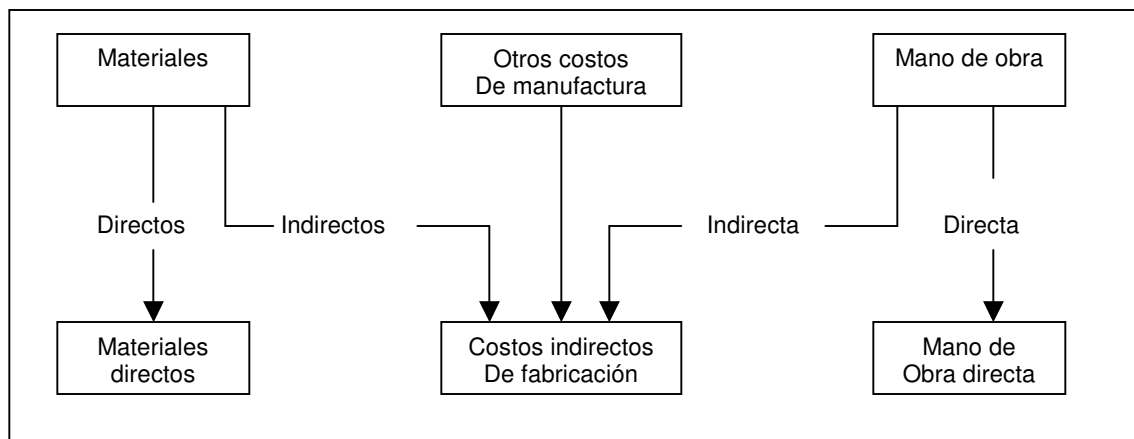 Materiales
Otros costos
De manufactura
Mano de obra
Directos
Indirectos
Indirecta
Directa
Materiales
directos
Costos indirectos
De fabricación
Mano de
Obra directa